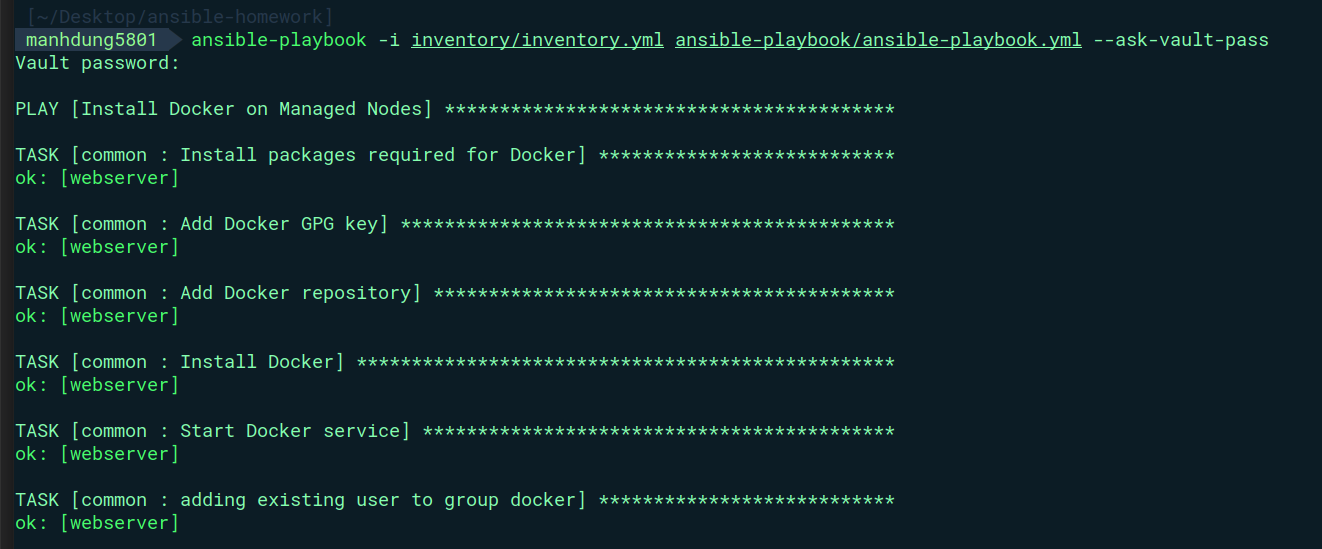 [~/Desktop/ansible-homework]
manhdung5801 ansible-playbook -i inventory/inventory.yml ansible-playbook/ansible-playbook.yml --ask-vault-pass
Vault password:
PLAY [Install Docker on Managed Nodes] *****************************************
TASK [common : Install packages required for Docker] ***************************
ok: [webserver]
TASK [common : Add Docker GPG key] *********************************************
ok: [webserver]
TASK [common : Add Docker repository] ******************************************
ok: [webserver]
TASK [common : Install Docker] *************************************************
ok: [webserver]
TASK [common : Start Docker service] *******************************************
ok: [webserver]
TASK [common : adding existing user to group docker] ***************************
ok: [webserver]